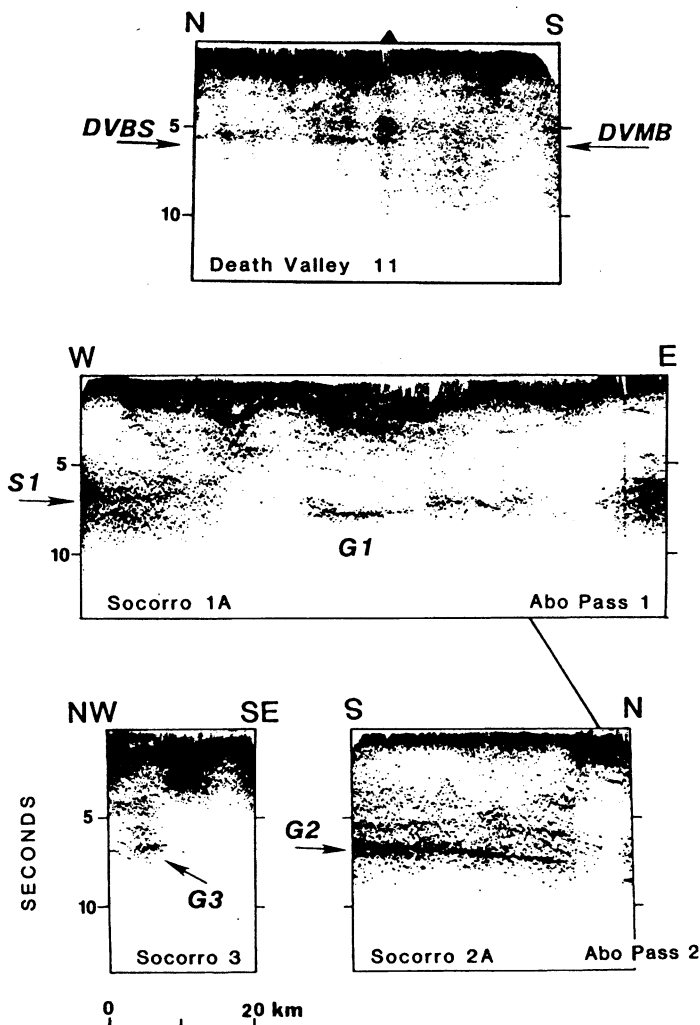 N S
DVBS 5 DVMB
10
Death Valley 11
W E
5
S1
10
G1
Socorro 1A Abo Pass 1
NW SE S N
SECONDS
5
G2
G3
10
Socorro 3 Socorro 2A Abo Pass 2
0 20 km